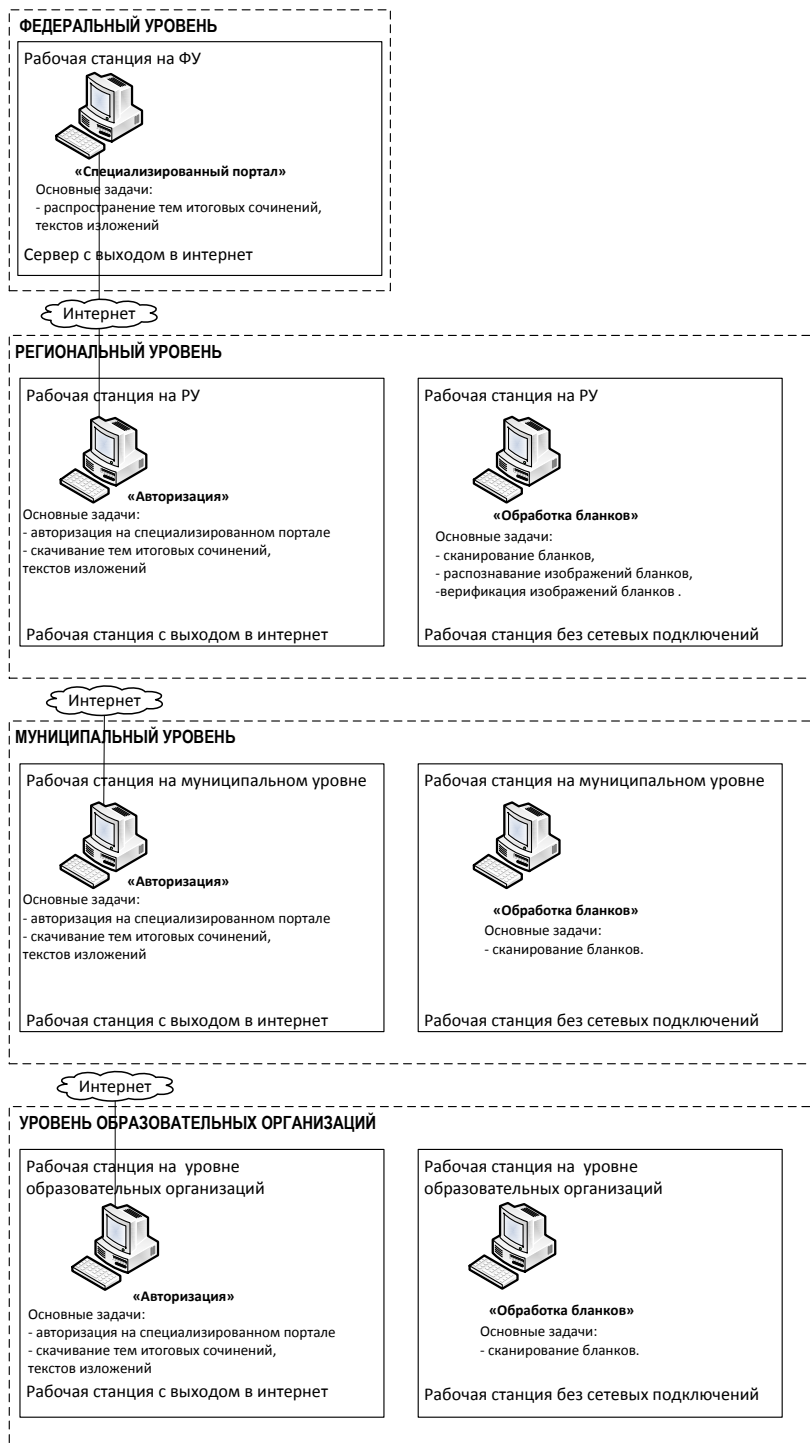 ФЕДЕРАЛЬНЫЙ УРОВЕНЬ
Рабочая станция на ФУ
«Специализированный портал»
Основные задачи:
- распространение тем итоговых сочинений,
текстов изложений
Сервер с выходом в интернет
Интернет
РЕГИОНАЛЬНЫЙ УРОВЕНЬ
Рабочая станция на РУ
«Авторизация»
Основные задачи:
- авторизация на специализированном портале
- скачивание тем итоговых сочинений,
текстов изложений
Рабочая станция с выходом в интернет
Рабочая станция на РУ
«Обработка бланков»
Основные задачи:
- сканирование бланков,
- распознавание изображений бланков,
-верификация изображений бланков .
Рабочая станция без сетевых подключений
Интернет
МУНИЦИПАЛЬНЫЙ УРОВЕНЬ
Рабочая станция на муниципальном уровне
«Авторизация»
Основные задачи:
- авторизация на специализированном портале
- скачивание тем итоговых сочинений,
текстов изложений
Рабочая станция с выходом в интернет
Рабочая станция на муниципальном уровне
«Обработка бланков»
Основные задачи:
- сканирование бланков.
Рабочая станция без сетевых подключений
Интернет
УРОВЕНЬ ОБРАЗОВАТЕЛЬНЫХ ОРГАНИЗАЦИЙ
Рабочая станция на уровне
образовательных организаций
«Авторизация»
Основные задачи:
- авторизация на специализированном портале
- скачивание тем итоговых сочинений,
текстов изложений
Рабочая станция с выходом в интернет
Рабочая станция на уровне
образовательных организаций
«Обработка бланков»
Основные задачи:
- сканирование бланков.
Рабочая станция без сетевых подключений